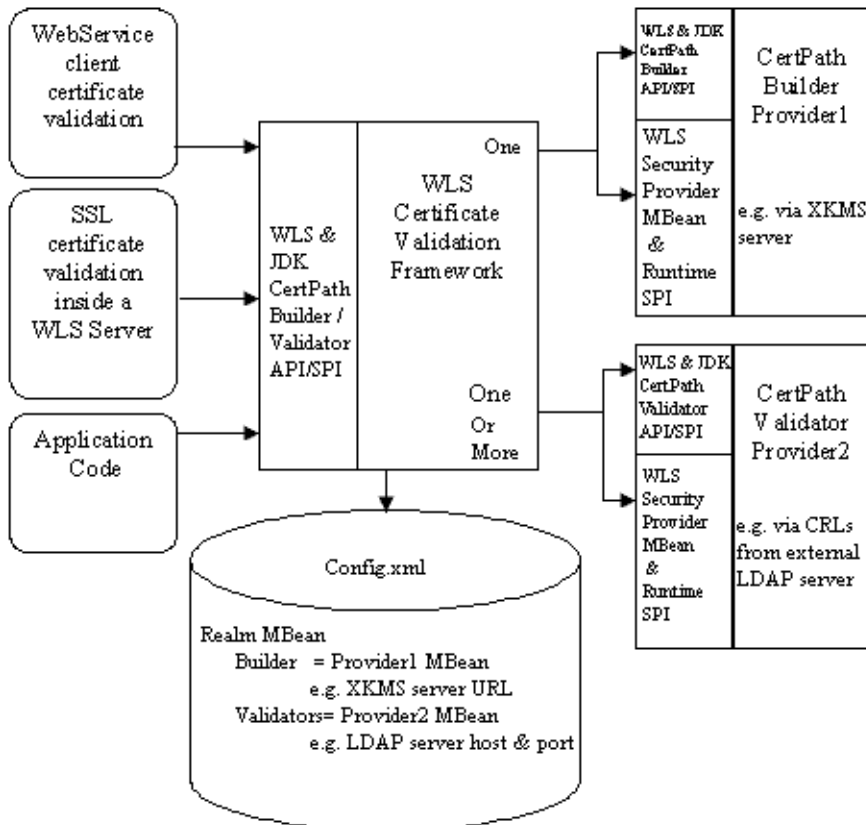 WebService
client
certificate
validation
SSL
certificate
validation
inside a
WLS Server
Application
Code
WLS &
JDK
CertPath
Builder /
Validator
API/SPI
One
WLS
Certificate
Validation
Framework
One
Or
More
WLS & JDK
CertPath
Builder
API/SPI
WLS
Security
Provider
MBean
&
Runtime
SPI
CertPath
Builder
Provider1
e.g. via XKMS
server
WLS & JDK
CertPath
Validator
API/SPI
WLS
Security
Provider
MBean
&
Runtime
SPI
CertPath
Validator
Provider2
e.g. via CRLs
from external
LDAP server
Config.xml
Realm MBean
Builder = Provider1 MBean
e.g. XKMS server URL
Validators= Provider2 MBean
e.g. LDAP server host & port